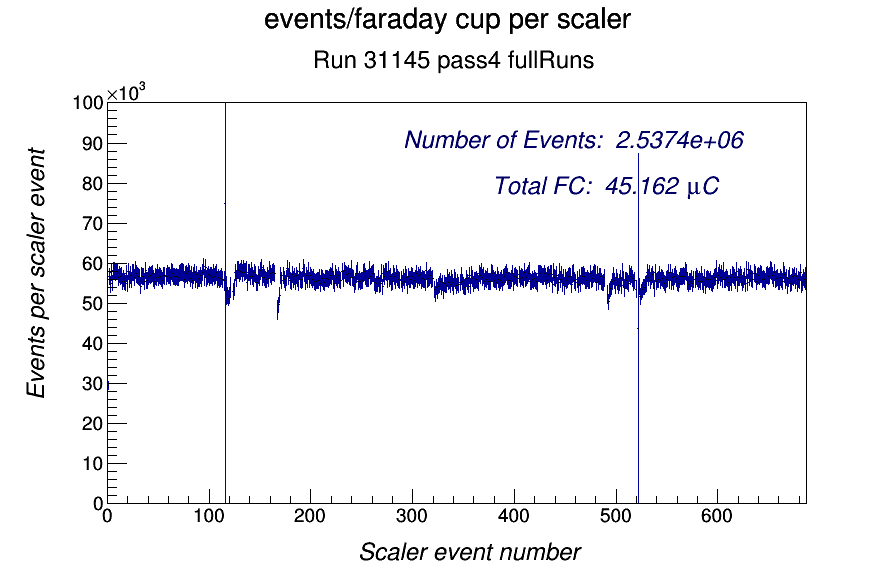 events/faraday cup per scaler
Run 31145 pass4 fullRuns
×10³
Number of Events: 2.5374e+06
Total FC: 45.162 μC
Events per scaler event
100
90
80
70
60
50
40
30
20
10
0
0 100 200 300 400 500 600
Scaler event number